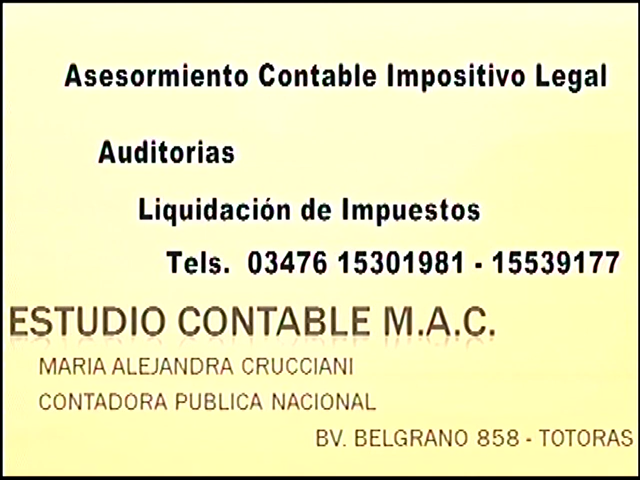 Asesormiento Contable Impositivo Legal
Auditorias
Liquidación de Impuestos
Tels. 03476 15301981 - 15539177
ESTUDIO CONTABLE M.A.C.
MARIA ALEJANDRA CRUCCIANI
CONTADORA PUBLICA NACIONAL
BV. BELGRANO 858 - TOTORAS